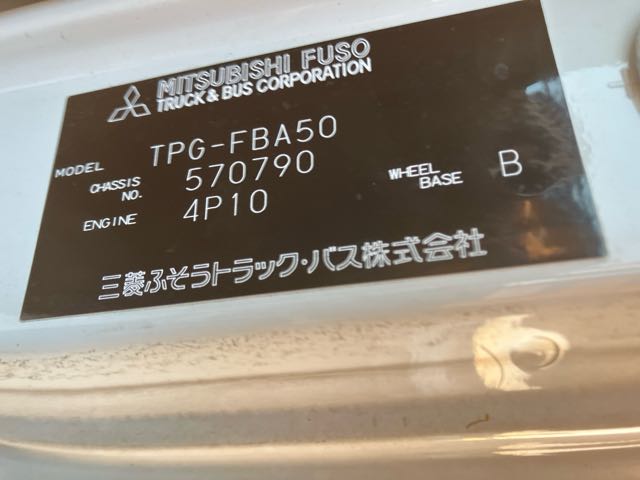 MITSUBISHI FUSO
TRUCK & BUS CORPORATION
MODEL TPG-FBA50
CHASSIS NO. 570790
ENGINE 4P10
WHEEL BASE B
三菱ふそうトラック・バス株式会社